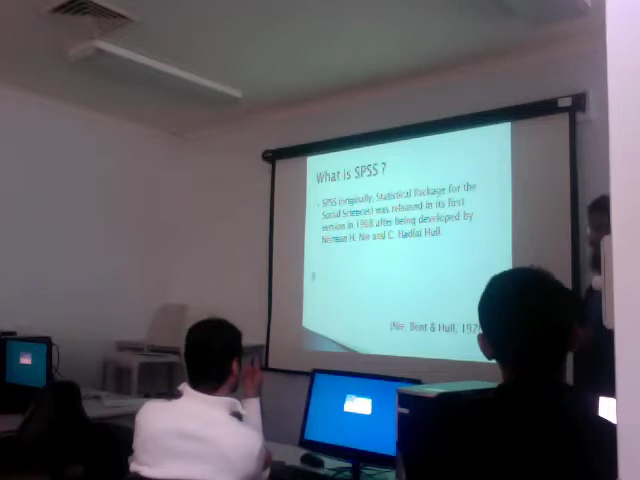 What is SPSS ?
SPSS (originally, Statistical Package for the
Social Sciences) was released in its first
version in 1968 after being developed by
Norman H. Nie and C. Hadlai Hull.
(Nie, Bent & Hull, 197